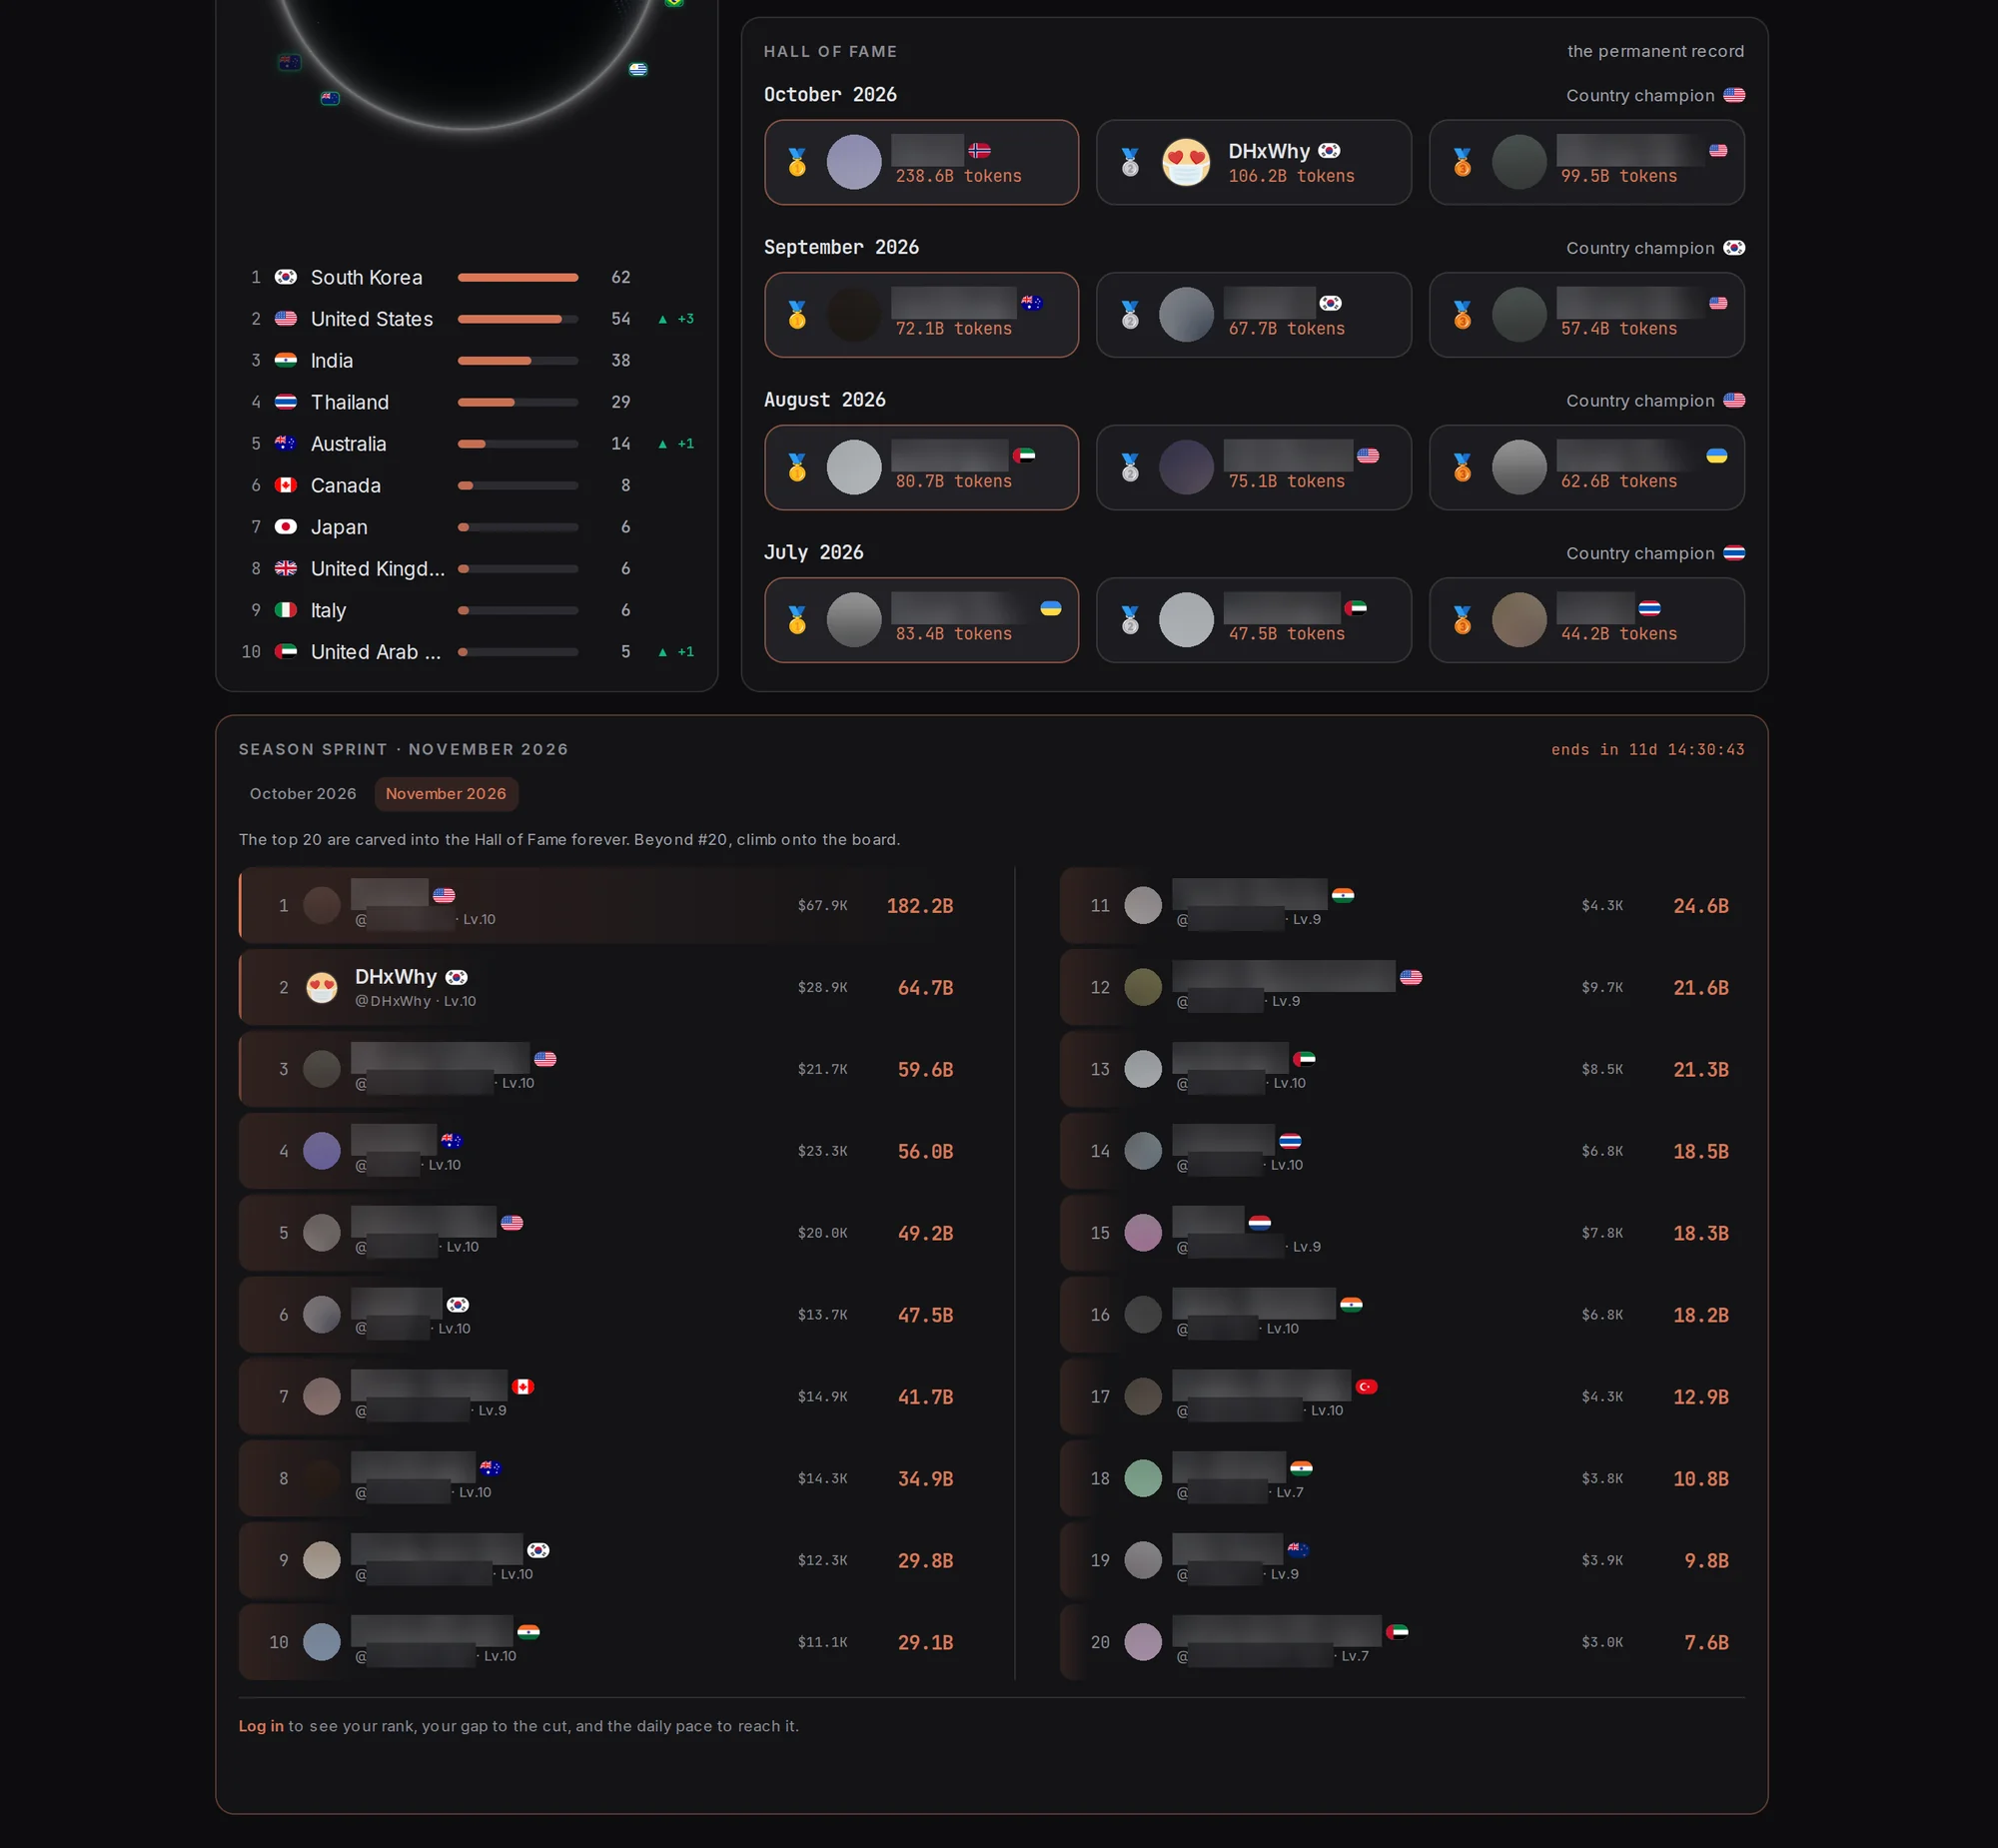 1 South Korea 62
2 United States 54 ▲ +3
3 India 38
4 Thailand 29
5 Australia 14 ▲ +1
6 Canada 8
7 Japan 6
8 United Kingd... 6
9 Italy 6
10 United Arab ... 5 ▲ +1
HALL OF FAME the permanent record
October 2026 Country champion
238.6B tokens
DHxWhy
106.2B tokens
99.5B tokens
September 2026 Country champion
72.1B tokens
67.7B tokens
57.4B tokens
August 2026 Country champion
80.7B tokens
75.1B tokens
62.6B tokens
July 2026 Country champion
83.4B tokens
47.5B tokens
44.2B tokens
SEASON SPRINT · NOVEMBER 2026 ends in 11d 14:30:43
October 2026 November 2026
The top 20 are carved into the Hall of Fame forever. Beyond #20, climb onto the board.
1 $67.9K 182.2B
@ · Lv.10
2 DHxWhy $28.9K 64.7B
@DHxWhy · Lv.10
3 $21.7K 59.6B
@ · Lv.10
4 $23.3K 56.0B
@ · Lv.10
5 $20.0K 49.2B
@ · Lv.10
6 $13.7K 47.5B
@ · Lv.10
7 $14.9K 41.7B
@ · Lv.9
8 $14.3K 34.9B
@ · Lv.10
9 $12.3K 29.8B
@ · Lv.10
10 $11.1K 29.1B
@ · Lv.10
11 $4.3K 24.6B
@ · Lv.9
12 $9.7K 21.6B
@ · Lv.9
13 $8.5K 21.3B
@ · Lv.10
14 $6.8K 18.5B
@ · Lv.10
15 $7.8K 18.3B
@ · Lv.9
16 $6.8K 18.2B
@ · Lv.10
17 $4.3K 12.9B
@ · Lv.10
18 $3.8K 10.8B
@ · Lv.7
19 $3.9K 9.8B
@ · Lv.9
20 $3.0K 7.6B
@ · Lv.7
Log in to see your rank, your gap to the cut, and the daily pace to reach it.